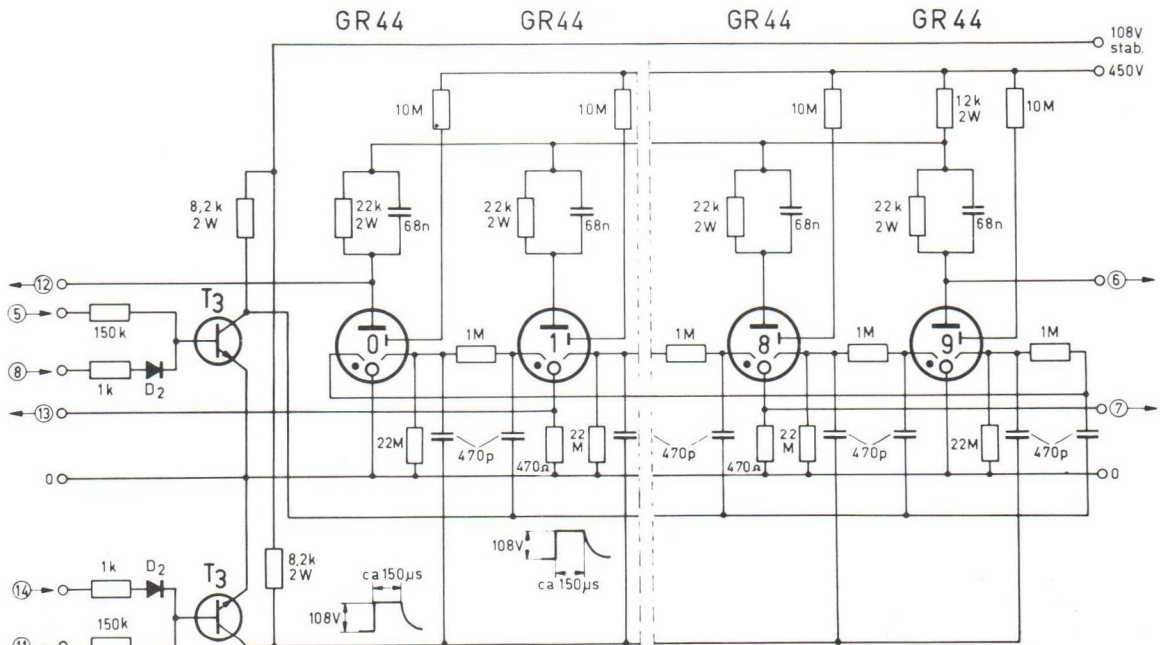 GR44 GR44 GR44 GR44
108V
stab.
450V
10M 10M 10M 12k 10M
2W
8,2k
2W
22k
2W
68n
22k
2W
68n
22k
2W
68n
22k
2W
68n
12
6
5
T3
150k
0 1 8 9
1M 1M 1M 1M
8
1k D2
13
7
22M 470p 470Ω 22
M
470p 470Ω 22
M
470p 22M 470p
0
0
108V
ca 150µs
8,2k
2W
14
1k D2
T3
ca 150µs
108V
150k
11